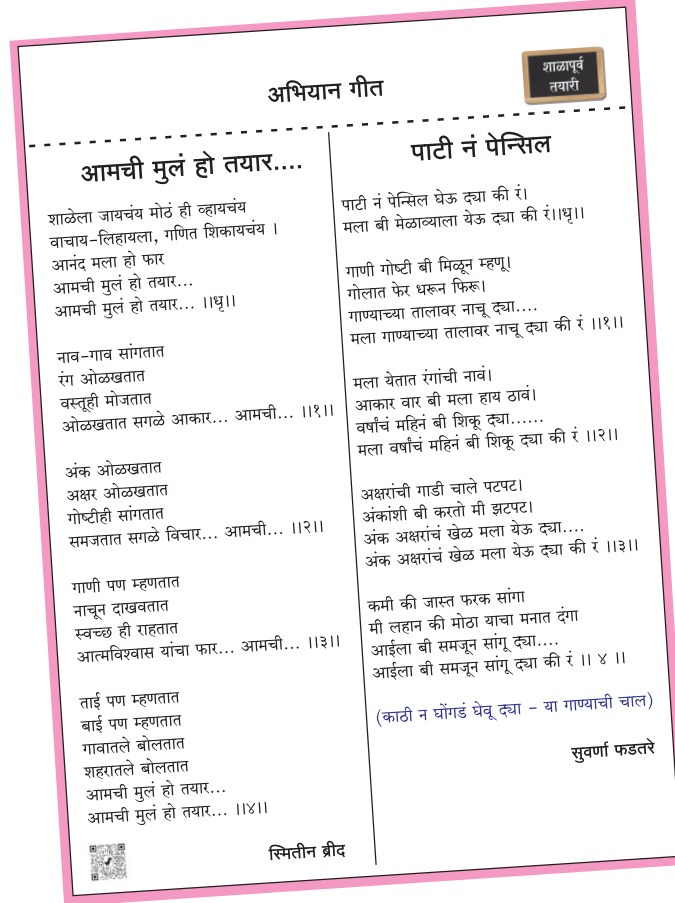 शाळापूर्व
तयारी
अभियान गीत
आमची मुलं हो तयार....
शाळेला जायचंय मोठं ही व्हायचंय
वाचाय-लिहायला, गणित शिकायचंय ।
आनंद मला हो फार
आमची मुलं हो तयार...
आमची मुलं हो तयार... ।।धृ।।
नाव-गाव सांगतात
रंग ओळखतात
वस्तूही मोजतात
ओळखतात सगळे आकार... आमची... ।।१।।
अंक ओळखतात
अक्षर ओळखतात
गोष्टीही सांगतात
समजतात सगळे विचार... आमची... ।।२।।
गाणी पण म्हणतात
नाचून दाखवतात
स्वच्छ ही राहतात
आत्मविश्वास यांचा फार... आमची... ।।३।।
ताई पण म्हणतात
बाई पण म्हणतात
गावातले बोलतात
शहरातले बोलतात
आमची मुलं हो तयार...
आमची मुलं हो तयार... ।।४।।
स्मितीन ब्रीद
पाटी नं पेन्सिल
पाटी नं पेन्सिल घेऊ द्या की रं।
मला बी मेळाव्याला येऊ द्या की रं।।धृ।।
गाणी गोष्टी बी मिळून म्हणू।
गोलात फेर धरून फिरू।
गाण्याच्या तालावर नाचू द्या....
मला गाण्याच्या तालावर नाचू द्या की रं ।।१।।
मला येतात रंगांची नावं।
आकार वार बी मला हाय ठावं।
वर्षांचं महिनं बी शिकू द्या......
मला वर्षांचं महिनं बी शिकू द्या की रं ।।२।।
अक्षरांची गाडी चाले पटपट।
अंकांशी बी करतो मी झटपट।
अंक अक्षरांचं खेळ मला येऊ द्या....
अंक अक्षरांचं खेळ मला येऊ द्या की रं ।।३।।
कमी की जास्त फरक सांगा
मी लहान की मोठा याचा मनात दंगा
आईला बी समजून सांगू द्या....
आईला बी समजून सांगू द्या की रं ।। ४ ।।
(काठी न घोंगडं घेवू द्या - या गाण्याची चाल)
सुवर्णा फडतरे